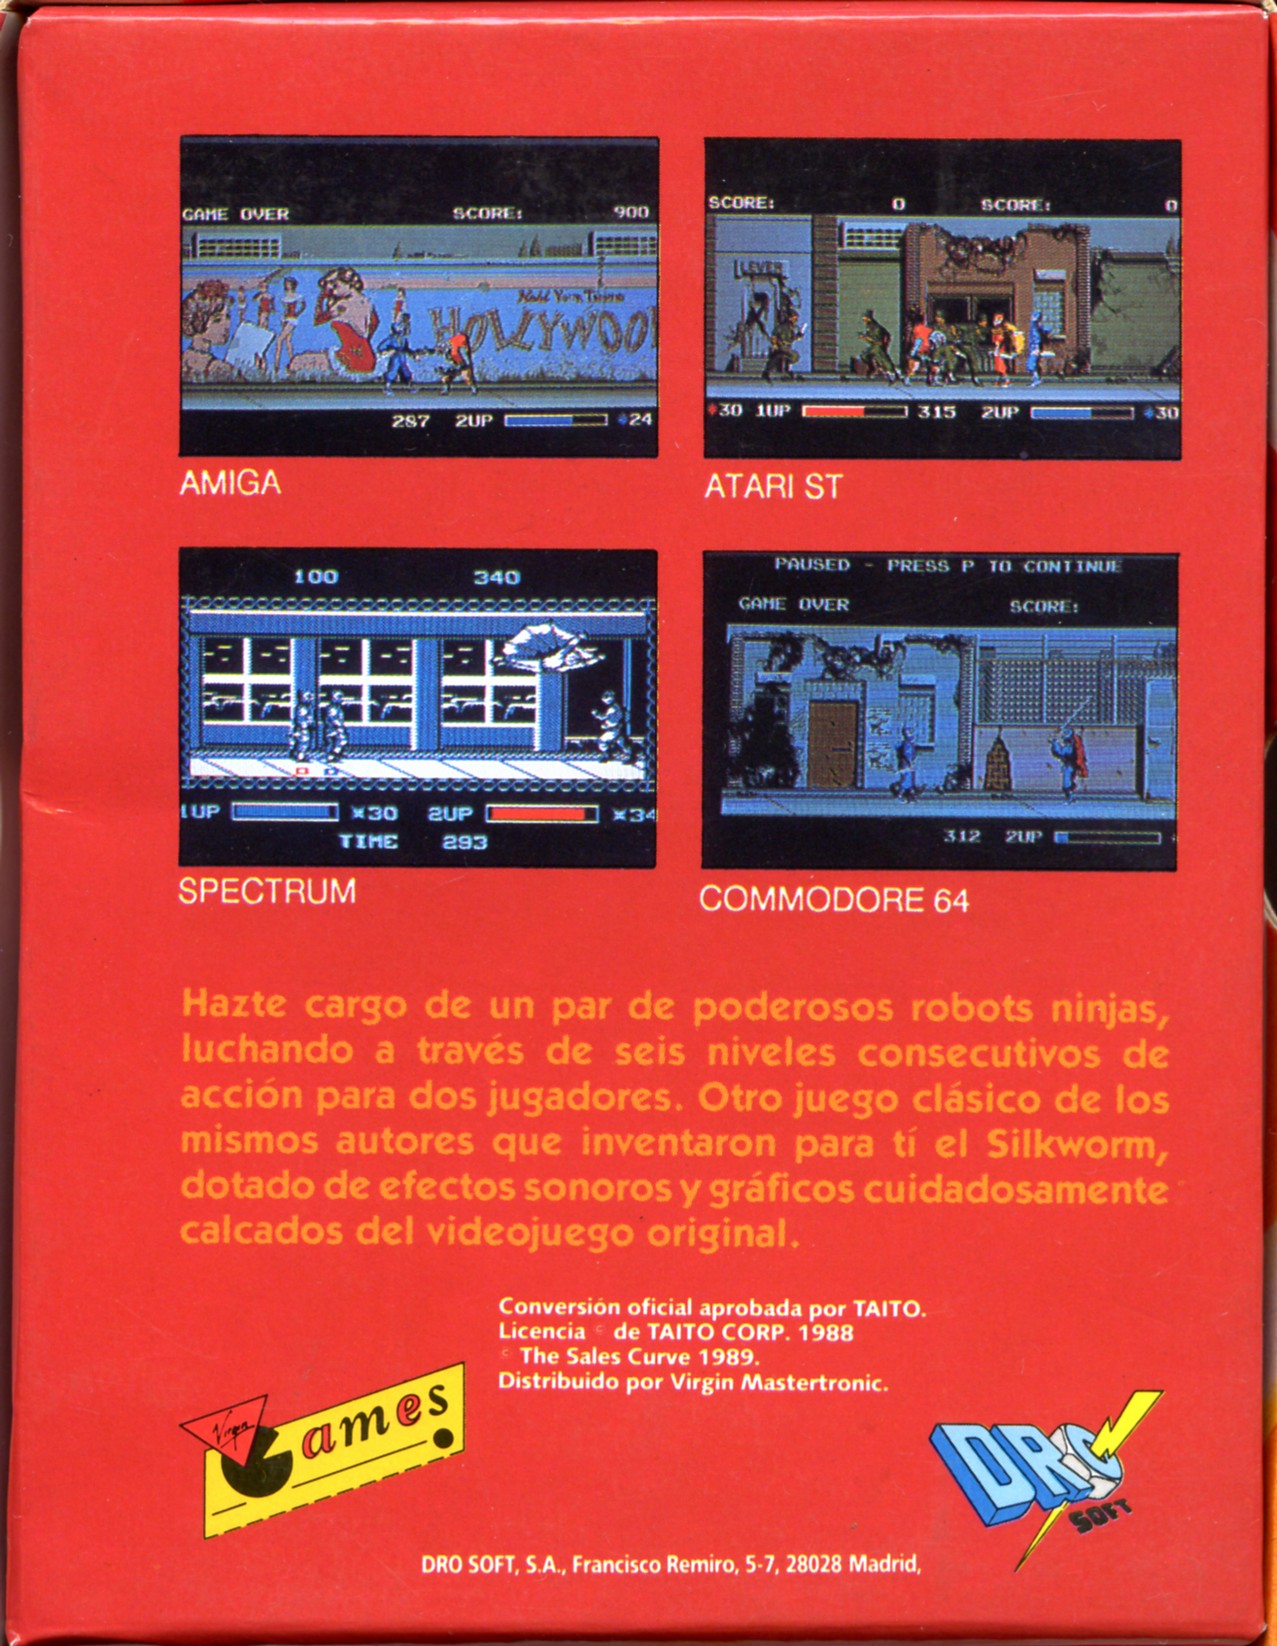 GAME OVER SCORE: 900
Hold Your Tission
HOLLYWOO
287 2UP 24
AMIGA
SCORE: 0 SCORE: 0
LEVER
30 1UP 315 2UP 30
ATARI ST
100 340
1UP ×30 2UP ×34
TIME 293
SPECTRUM
PAUSED - PRESS P TO CONTINUE
GAME OVER SCORE:
312 2UP
COMMODORE 64
Hazte cargo de un par de poderosos robots ninjas,
luchando a través de seis niveles consecutivos de
acción para dos jugadores. Otro juego clásico de los
mismos autores que inventaron para tí el Silkworm,
dotado de efectos sonoros y gráficos cuidadosamente
calcados del videojuego original.
Conversión oficial aprobada por TAITO.
Licencia © de TAITO CORP. 1988
© The Sales Curve 1989.
Distribuido por Virgin Mastertronic.
Virgin Games
DRO SOFT
DRO SOFT, S.A., Francisco Remiro, 5-7, 28028 Madrid,